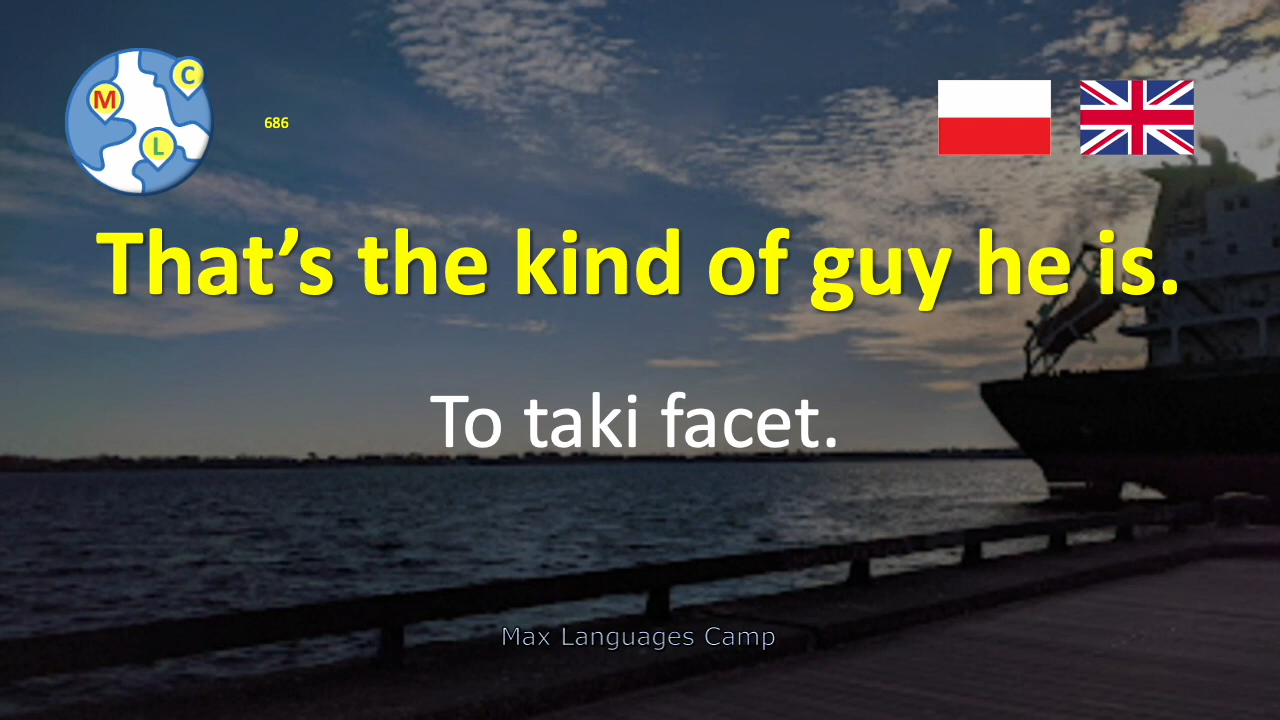 C
M
L
686
That’s the kind of guy he is.
To taki facet.
Max Languages Camp